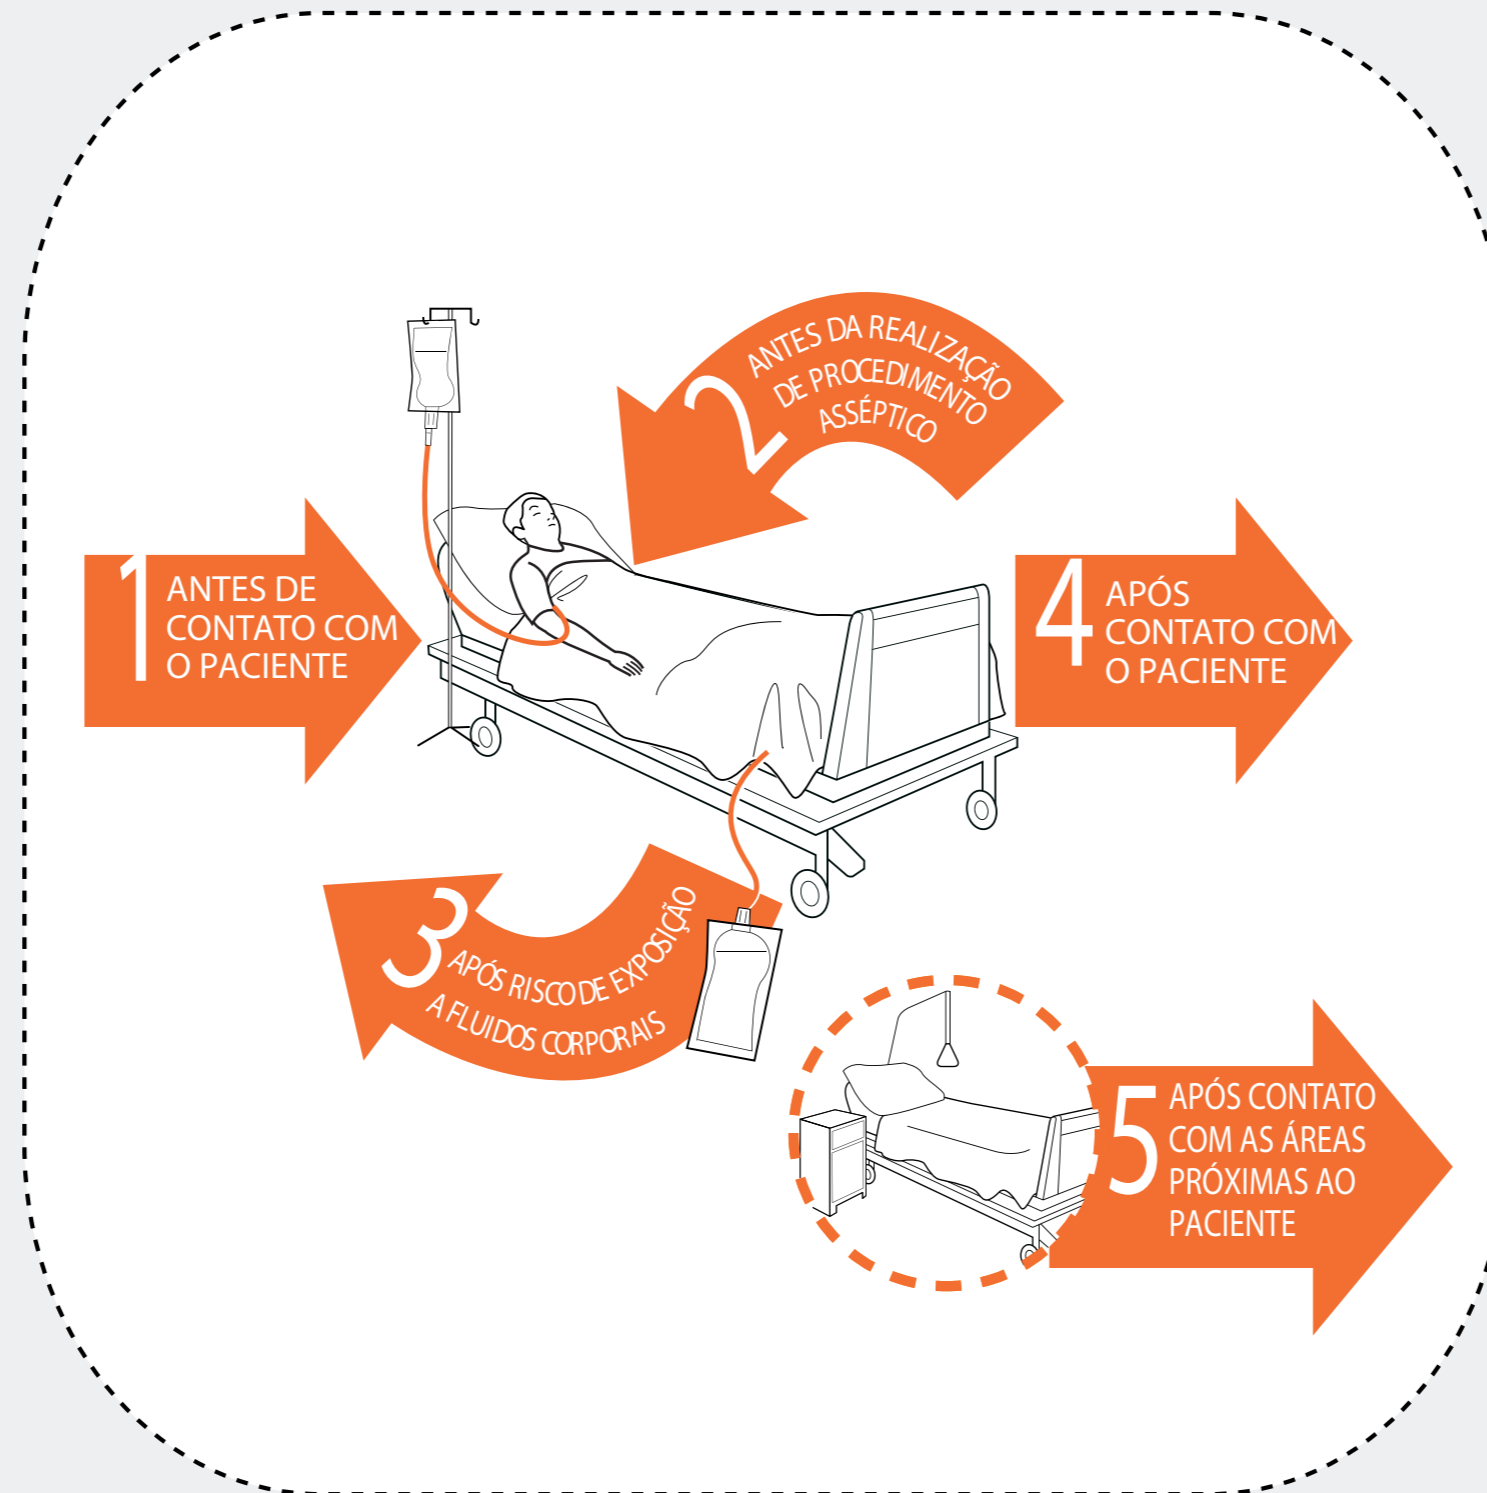 1
ANTES DE
CONTATO COM
O PACIENTE
2
ANTES DA REALIZAÇÃO
DE PROCEDIMENTO
ASSÉPTICO
3
APÓS RISCO DE EXPOSIÇÃO
A FLUIDOS CORPORAIS
4
APÓS
CONTATO COM
O PACIENTE
5
APÓS CONTATO
COM AS ÁREAS
PRÓXIMAS AO
PACIENTE